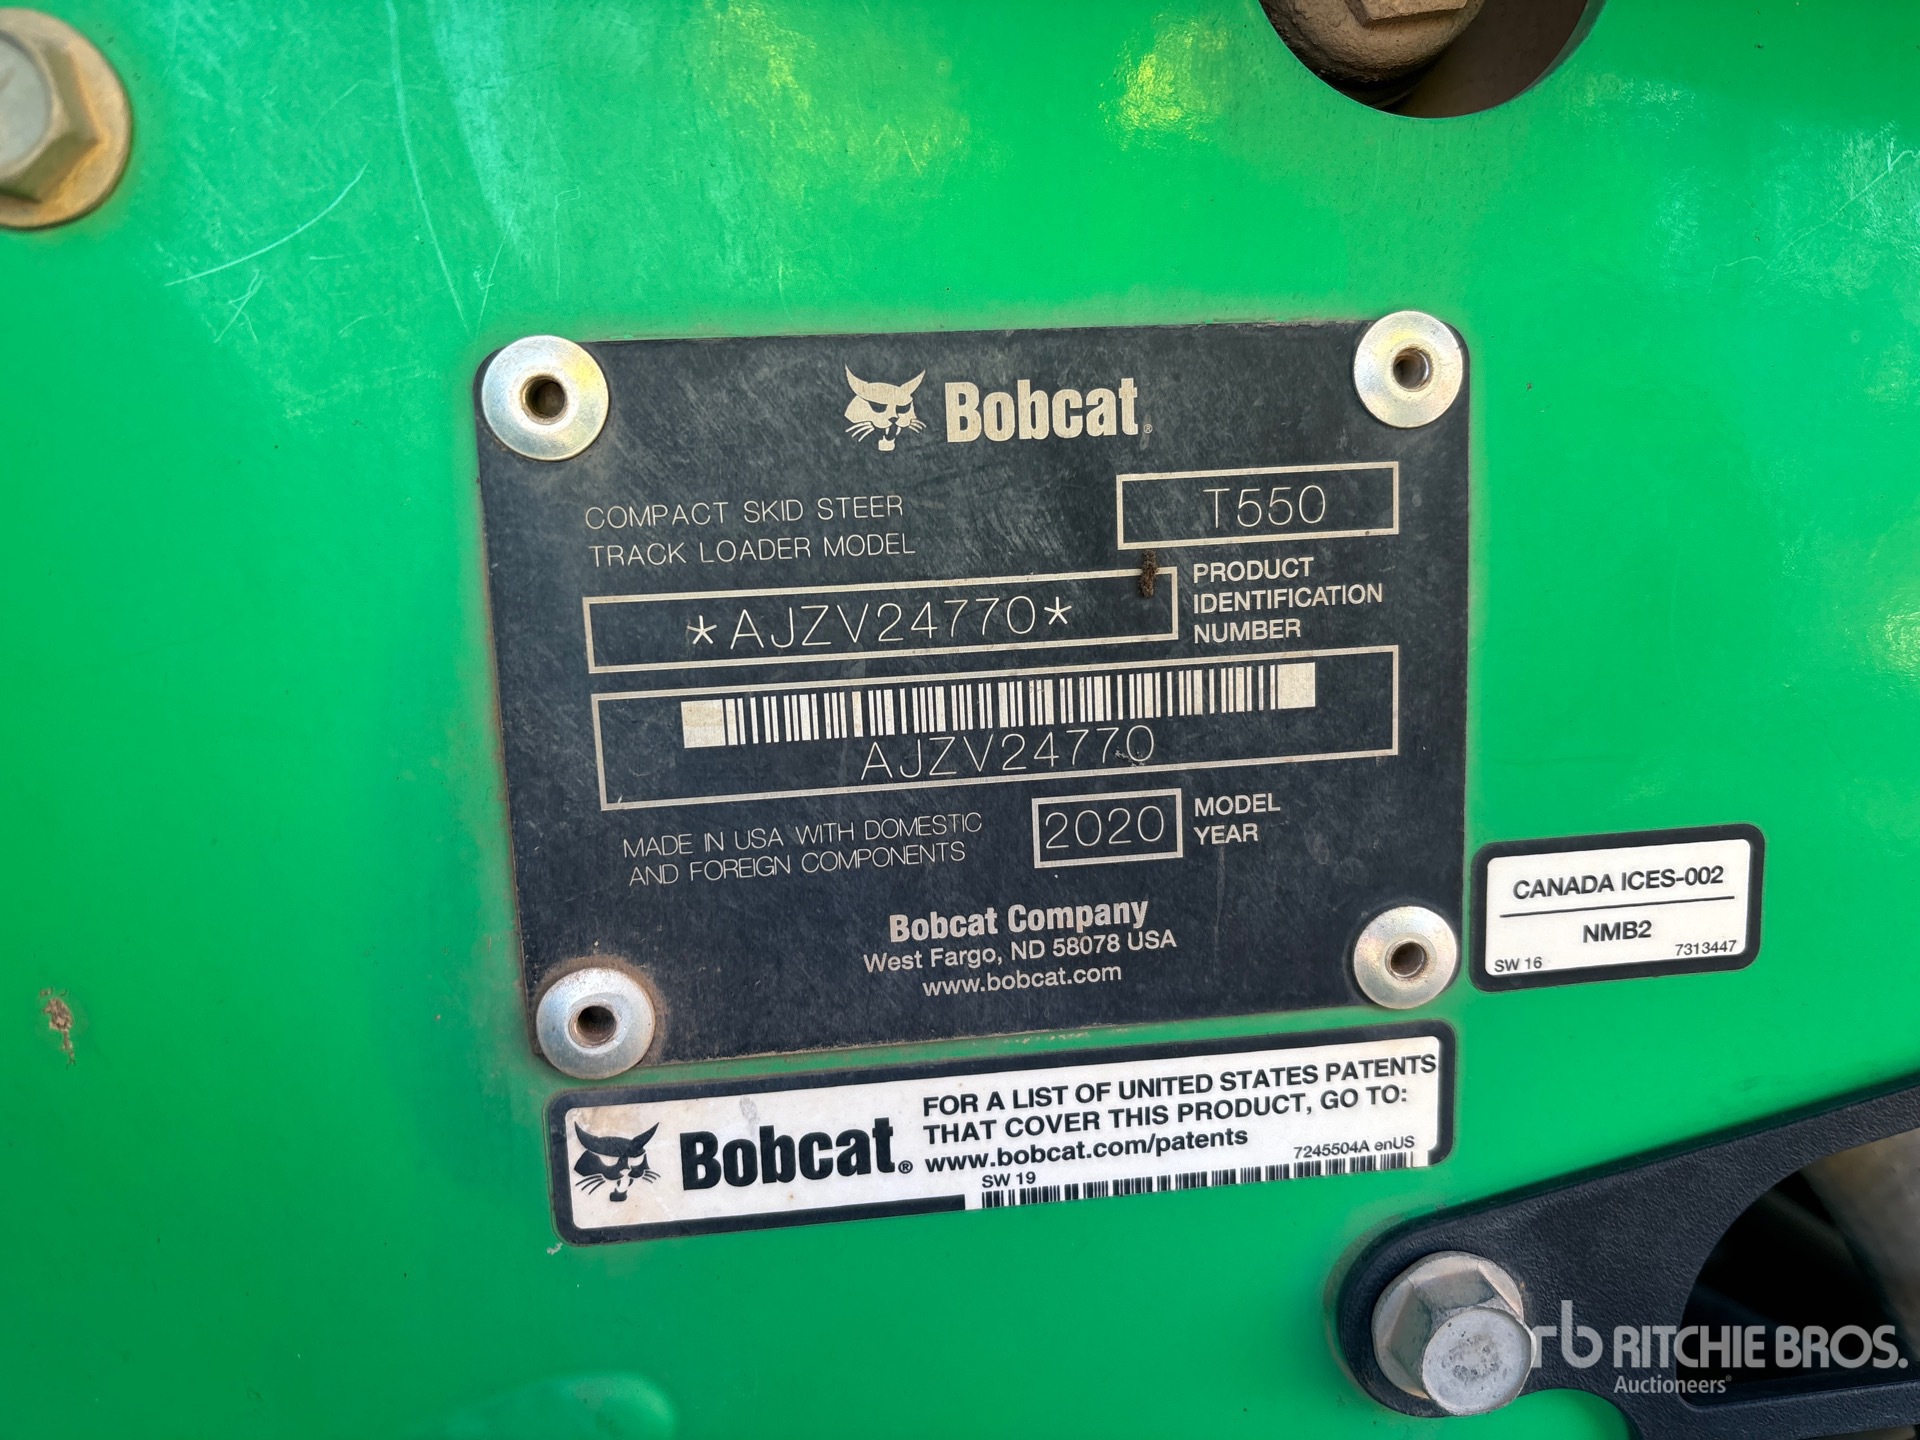 Bobcat®
COMPACT SKID STEER
TRACK LOADER MODEL
T550
*AJZV24770*
PRODUCT
IDENTIFICATION
NUMBER
AJZV24770
MADE IN USA WITH DOMESTIC
AND FOREIGN COMPONENTS
2020
MODEL
YEAR
Bobcat Company
West Fargo, ND 58078 USA
www.bobcat.com
CANADA ICES-002
NMB2
SW 16
7313447
Bobcat®
FOR A LIST OF UNITED STATES PATENTS
THAT COVER THIS PRODUCT, GO TO:
www.bobcat.com/patents
7245504A enUS
SW 19
rb RITCHIE BROS.
Auctioneers®